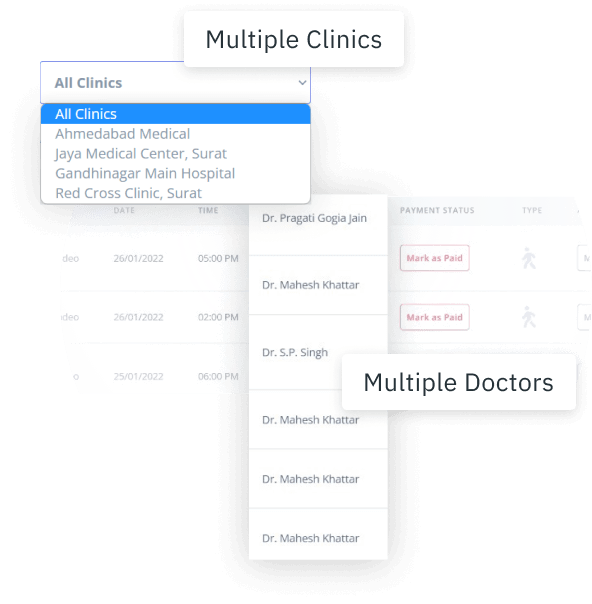 Multiple Clinics
All Clinics
All Clinics
Ahmedabad Medical
Jaya Medical Center, Surat
Gandhinagar Main Hospital
Red Cross Clinic, Surat
DATE TIME PAYMENT STATUS TYPE
Dr. Pragati Gogia Jain
deo 26/01/2022 05:00 PM Mark as Paid
Dr. Mahesh Khattar
deo 26/01/2022 02:00 PM Mark as Paid
Dr. S.P. Singh
o 25/01/2022 06:00 PM
Multiple Doctors
Dr. Mahesh Khattar
Dr. Mahesh Khattar
Dr. Mahesh Khattar